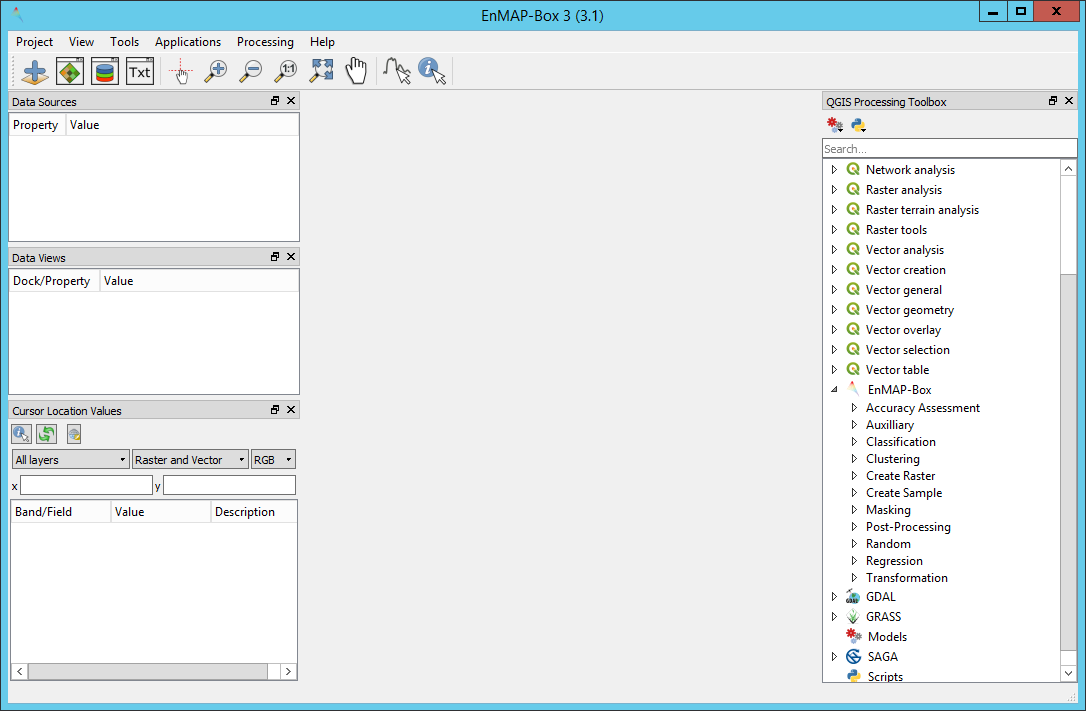 EnMAP-Box 3 (3.1)
Project View Tools Applications Processing Help
Txt 1:1
Data Sources
Property Value
Data Views
Dock/Property Value
Cursor Location Values
All layers Raster and Vector RGB
x y
Band/Field Value Description
QGIS Processing Toolbox
Search...
Network analysis
Raster analysis
Raster terrain analysis
Raster tools
Vector analysis
Vector creation
Vector general
Vector geometry
Vector overlay
Vector selection
Vector table
EnMAP-Box
Accuracy Assessment
Auxilliary
Classification
Clustering
Create Raster
Create Sample
Masking
Post-Processing
Random
Regression
Transformation
GDAL
GRASS
Models
SAGA
Scripts